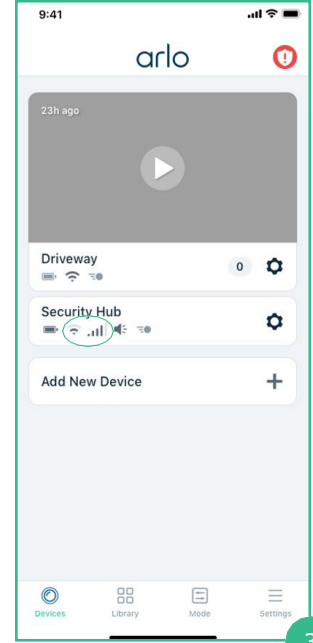 9:41
arlo
23h ago
Driveway
0
Security Hub
Add New Device
Devices
Library
Mode
Settings